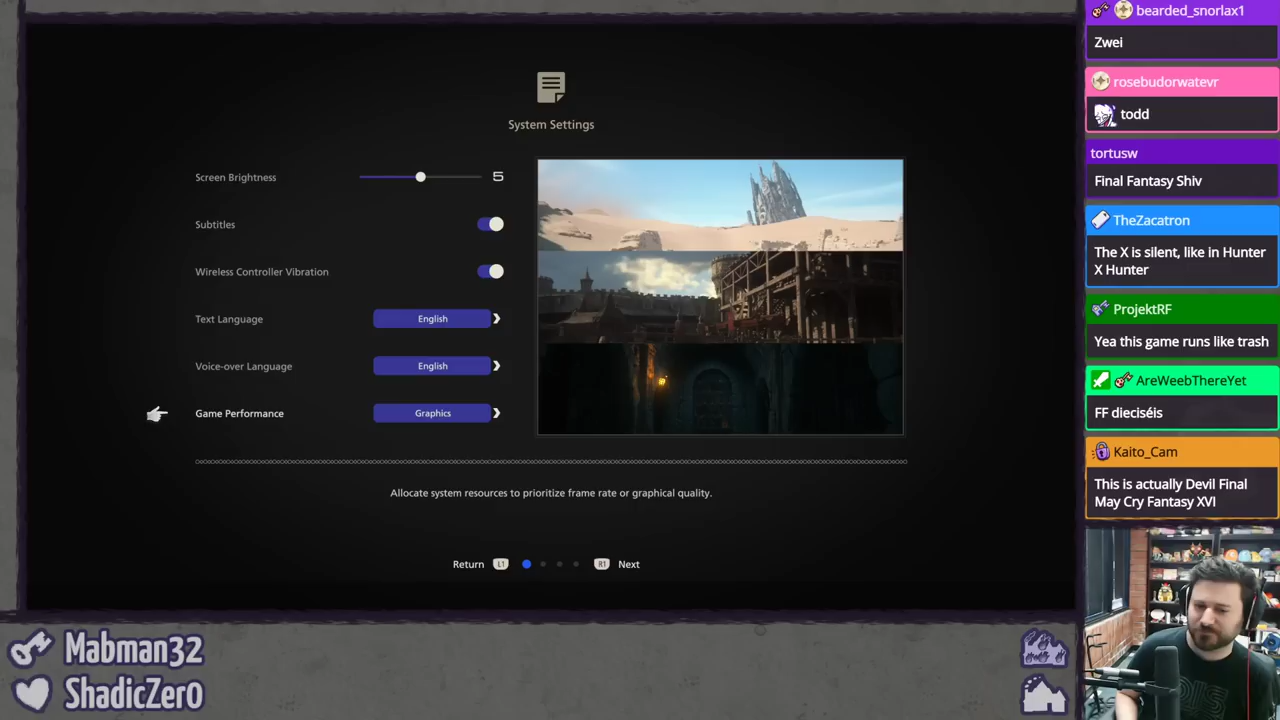 System Settings
Screen Brightness 5
Subtitles
Wireless Controller Vibration
Text Language English
Voice-over Language English
Game Performance Graphics
Allocate system resources to prioritize frame rate or graphical quality.
Return L1 R1 Next
bearded_snorlax1
Zwei
rosebudorwatevr
todd
tortusw
Final Fantasy Shiv
TheZacatron
The X is silent, like in Hunter
X Hunter
ProjektRF
Yea this game runs like trash
AreWeebThereYet
FF dieciséis
Kaito_Cam
This is actually Devil Final
May Cry Fantasy XVI
Mabman32
ShadicZer0